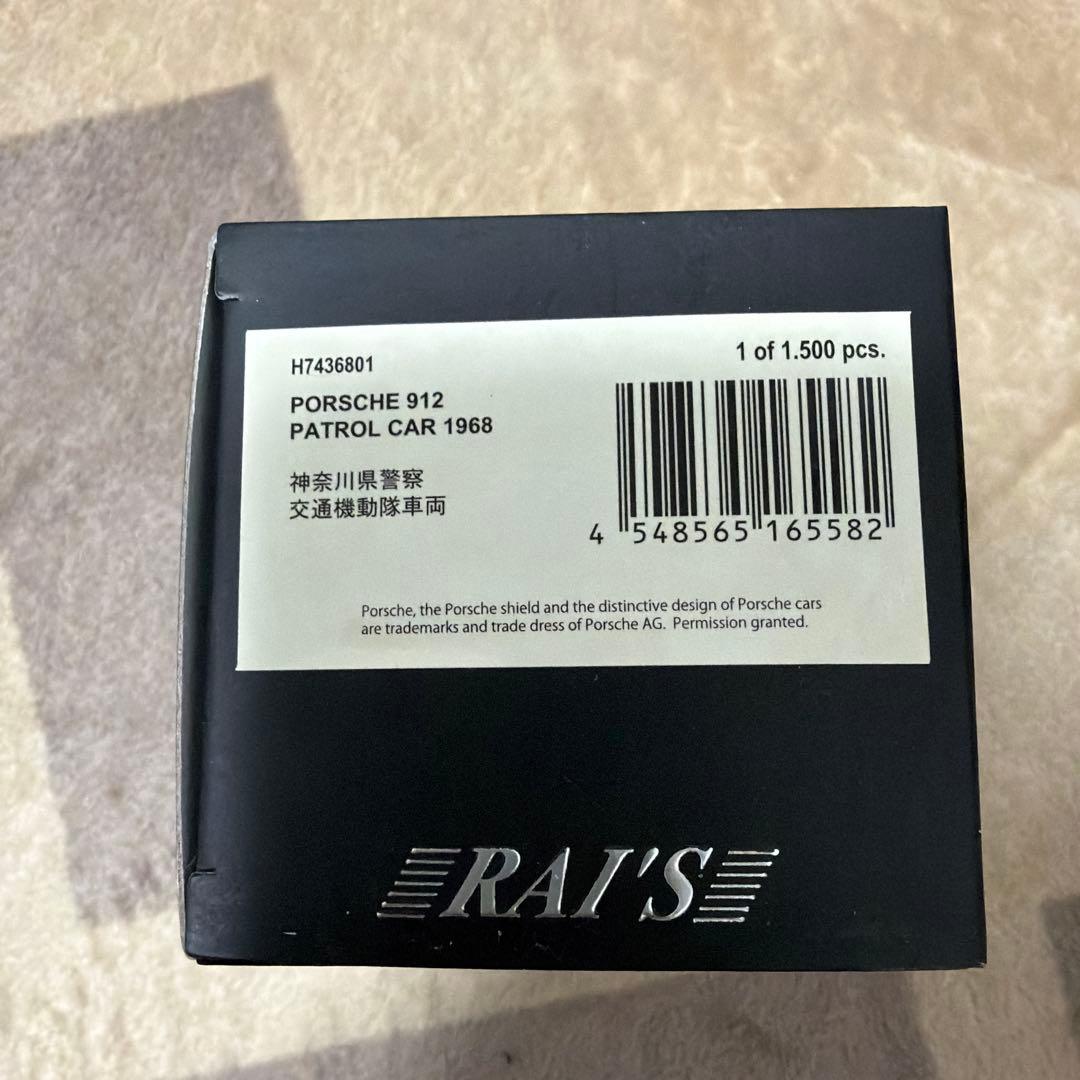 H7436801
1 of 1.500 pcs.
PORSCHE 912
PATROL CAR 1968
神奈川県警察
交通機動隊車両
4 548565 165582
Porsche, the Porsche shield and the distinctive design of Porsche cars
are trademarks and trade dress of Porsche AG. Permission granted.
RAI'S